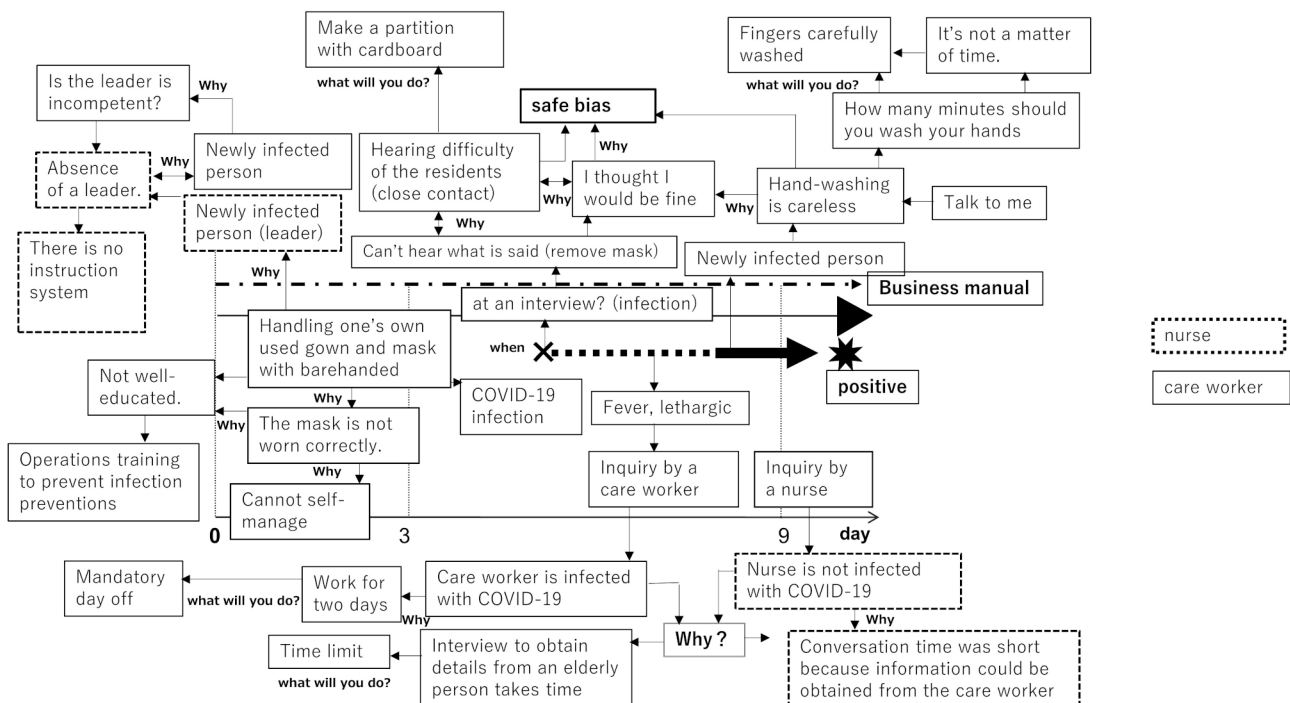 Make a partition
with cardboard
what will you do?
Fingers carefully
washed
It's not a matter
of time.
what will you do?
Is the leader is
incompetent?
Why
safe bias
How many minutes should
you wash your hands
Absence
of a leader.
Why
Newly infected
person
Hearing difficulty
of the residents
(close contact)
Why
Why
I thought I
would be fine
Why
Hand-washing
is careless
Talk to me
Newly infected
person (leader)
There is no
instruction
system
Why
Can't hear what is said (remove mask)
Newly infected person
Why
Business manual
at an interview? (infection)
Handling one's own
used gown and mask
with barehanded
when
positive
nurse
care worker
Not well-
educated.
Why
COVID-19
infection
Fever, lethargic
Why
The mask is not
worn correctly.
Why
Operations training
to prevent infection
preventions
Inquiry by a
care worker
Inquiry by
a nurse
Cannot self-
manage
0
3
9
day
Mandatory
day off
what will you do?
Work for
two days
Why
Care worker is infected
with COVID-19
Nurse is not infected
with COVID-19
Why
Why ?
Time limit
what will you do?
Interview to obtain
details from an elderly
person takes time
Conversation time was short
because information could be
obtained from the care worker